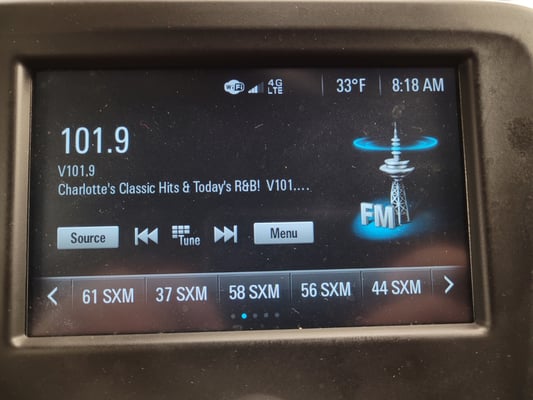 WiFi 4G LTE 33°F 8:18 AM
101.9
V101.9
Charlotte's Classic Hits & Today's R&B! V101....
FM
Source Tune Menu
61 SXM 37 SXM 58 SXM 56 SXM 44 SXM